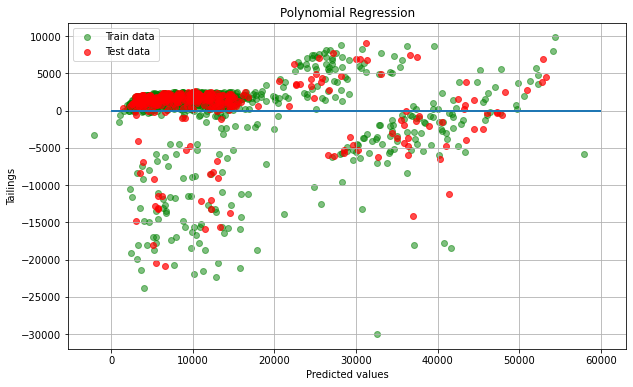 Polynomial Regression
Train data
Test data
10000
5000
0
−5000
−10000
−15000
−20000
−25000
−30000
Tailings
0 10000 20000 30000 40000 50000 60000
Predicted values